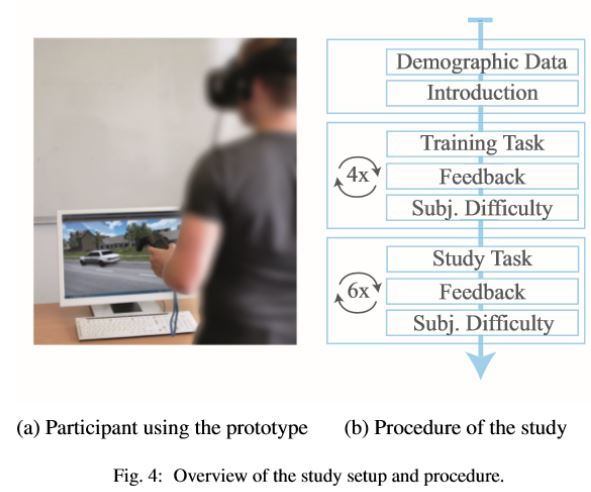 Demographic Data
Introduction
Training Task
4x
Feedback
Subj. Difficulty
Study Task
6x
Feedback
Subj. Difficulty
(a) Participant using the prototype
(b) Procedure of the study
Fig. 4: Overview of the study setup and procedure.